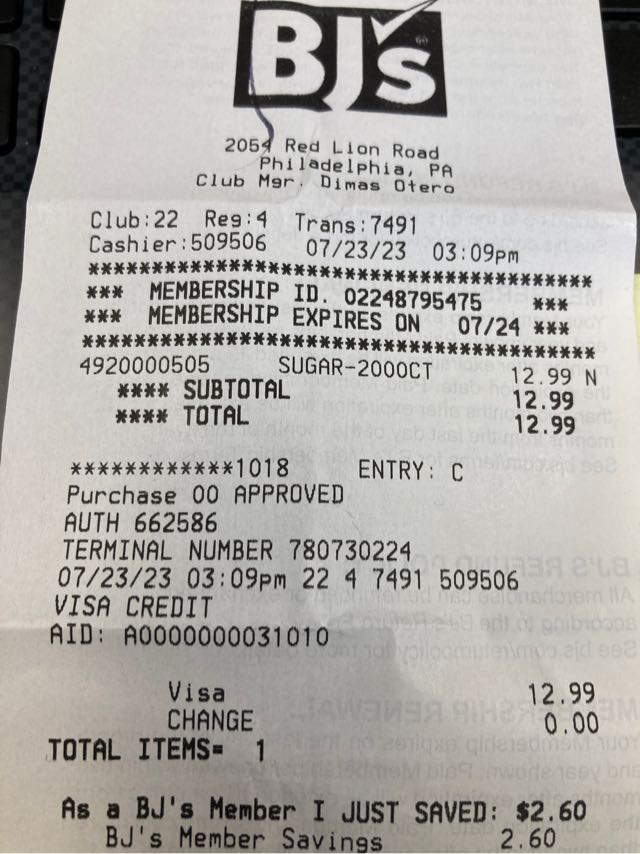 BJ's
2054 Red Lion Road
Philadelphia, PA
Club Mgr. Dimas Otero
Club:22 Reg:4 Trans:7491
Cashier:509506 07/23/23 03:09pm
******************************************
*** MEMBERSHIP ID. 02248795475 ***
*** MEMBERSHIP EXPIRES ON 07/24 ***
******************************************
4920000505 SUGAR-2000CT 12.99 N
**** SUBTOTAL 12.99
**** TOTAL 12.99
************1018 ENTRY: C
Purchase 00 APPROVED
AUTH 662586
TERMINAL NUMBER 780730224
07/23/23 03:09pm 22 4 7491 509506
VISA CREDIT
AID: A0000000031010
Visa 12.99
CHANGE 0.00
TOTAL ITEMS= 1
As a BJ's Member I JUST SAVED: $2.60
BJ's Member Savings 2.60